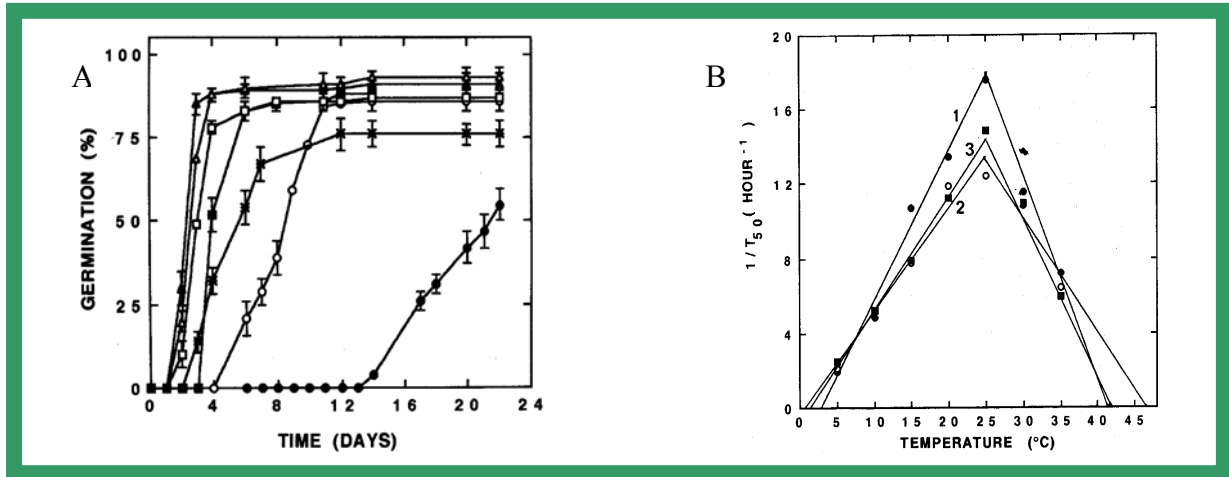 A
GERMINATION (%)
100
75
50
25
0
0 4 8 12 16 20 24
TIME (DAYS)
B
1/T50 (HOUR-1)
20
16
12
8
4
0
1
3
2
0 5 10 15 20 25 30 35 40 45
TEMPERATURE (°C)